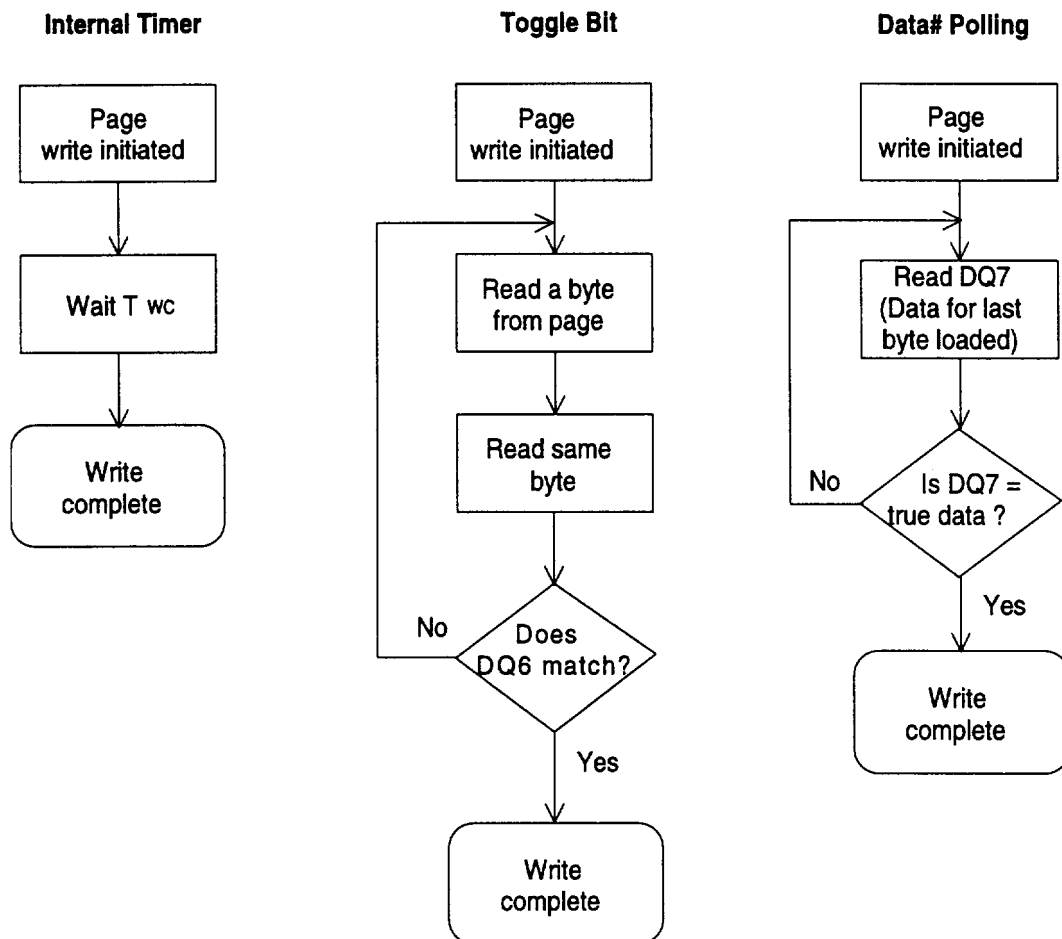 Internal Timer
Page
write initiated
Wait T wc
Write
complete
Toggle Bit
Page
write initiated
Read a byte
from page
Read same
byte
Does
DQ6 match?
No
Yes
Write
complete
Data# Polling
Page
write initiated
Read DQ7
(Data for last
byte loaded)
Is DQ7 =
true data ?
No
Yes
Write
complete